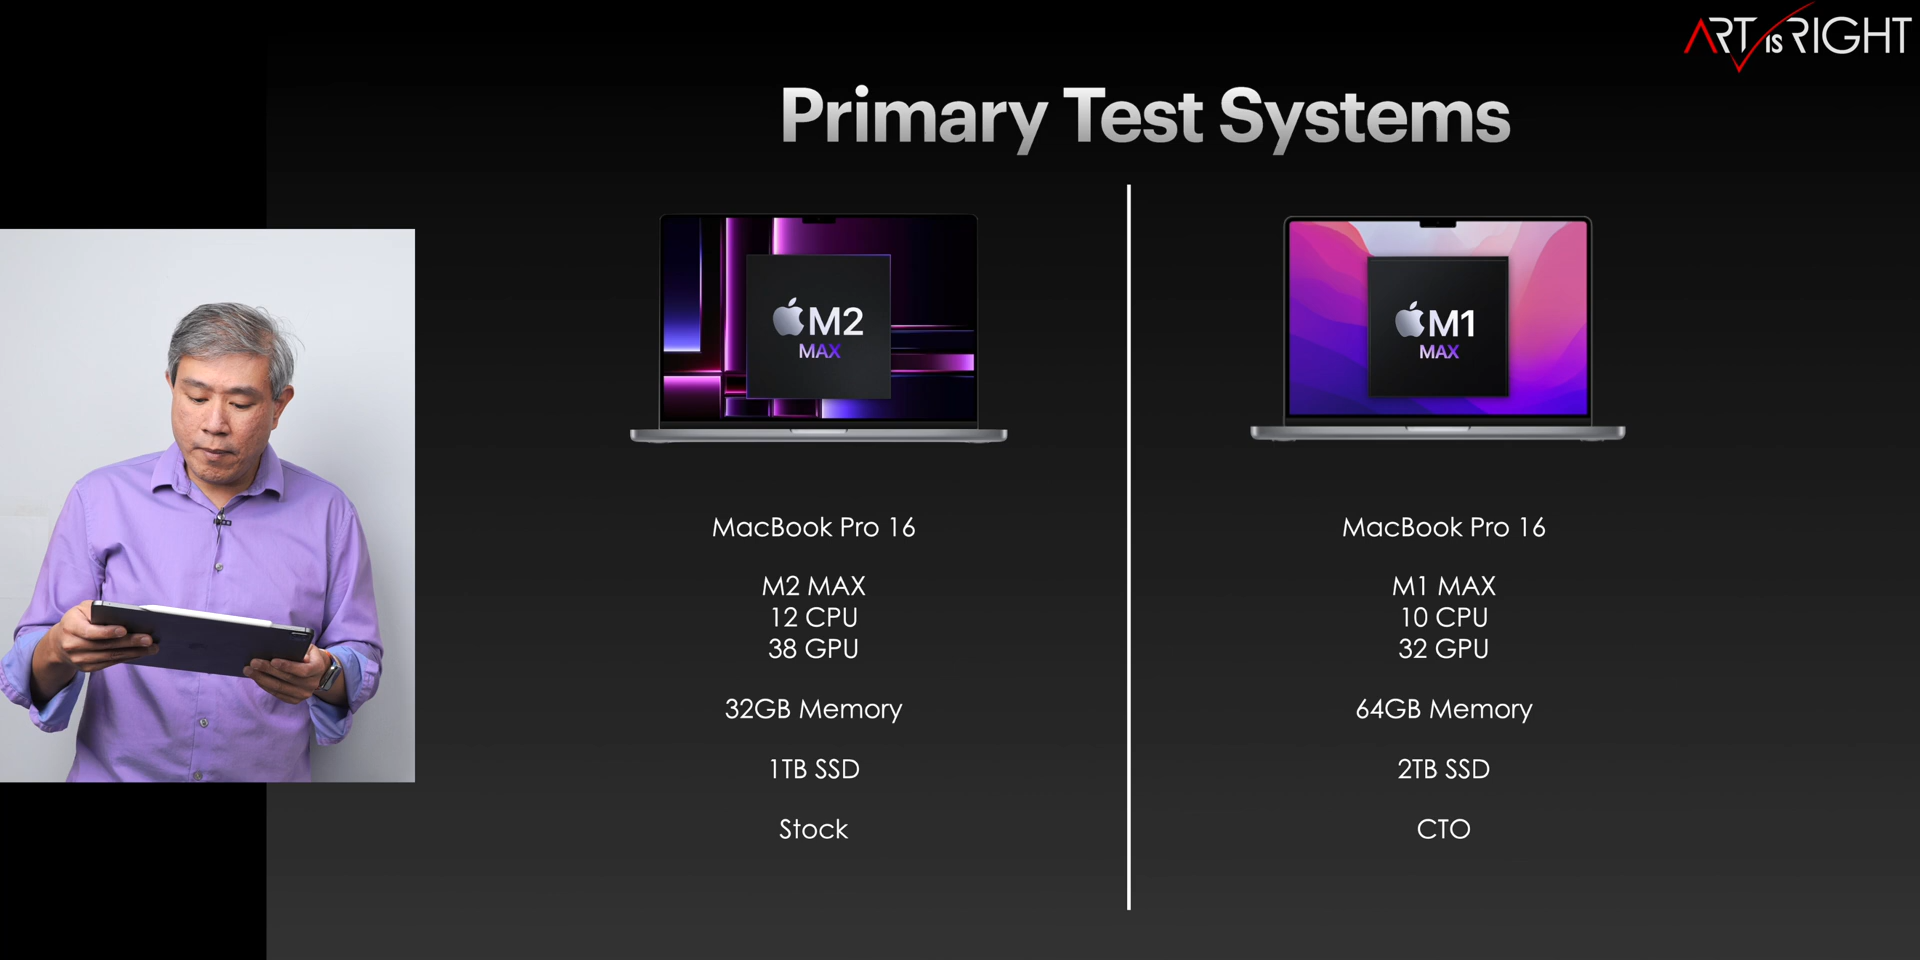 ART IS RIGHT
Primary Test Systems
M2
MAX
MacBook Pro 16
M2 MAX
12 CPU
38 GPU
32GB Memory
1TB SSD
Stock
M1
MAX
MacBook Pro 16
M1 MAX
10 CPU
32 GPU
64GB Memory
2TB SSD
CTO